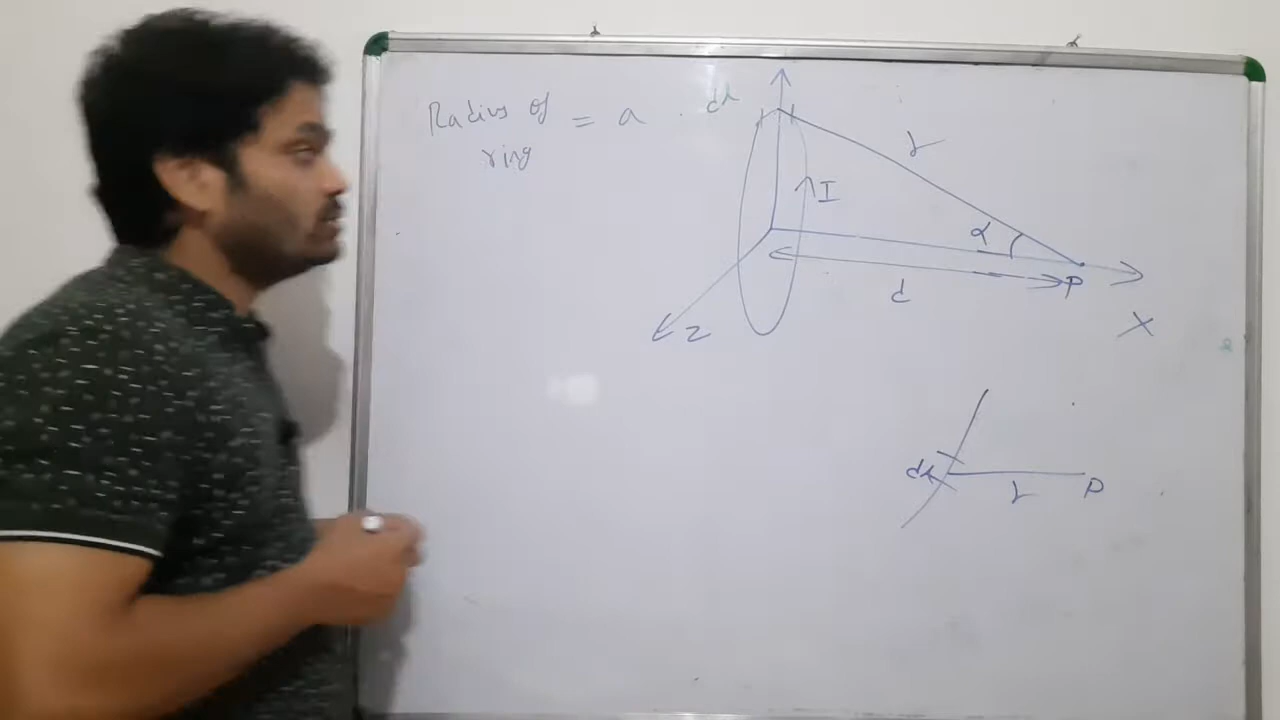 Radius of = a
ring
dl
r
I
α
d
P
Z
X
dl
r
P